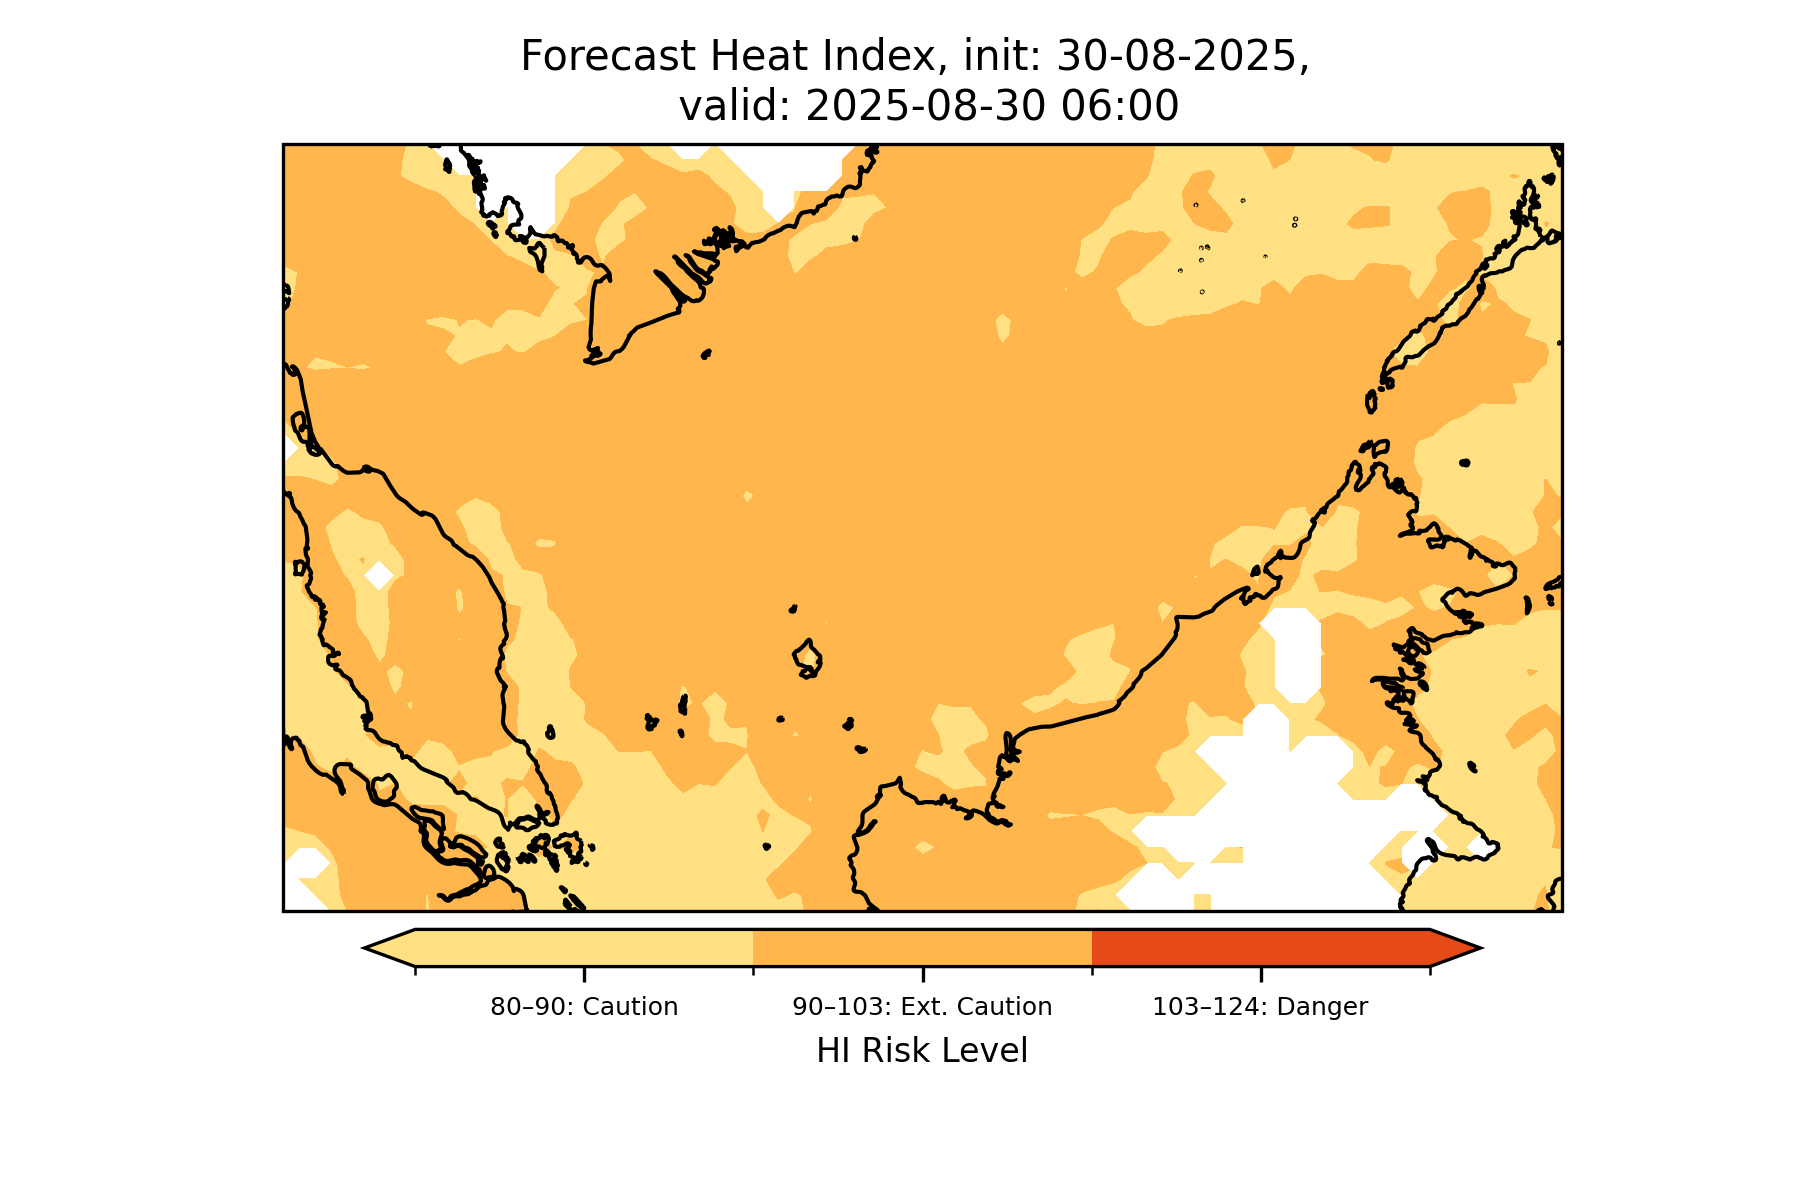 Forecast Heat Index, init: 30-08-2025,
valid: 2025-08-30 06:00
80–90: Caution
90–103: Ext. Caution
103–124: Danger
HI Risk Level